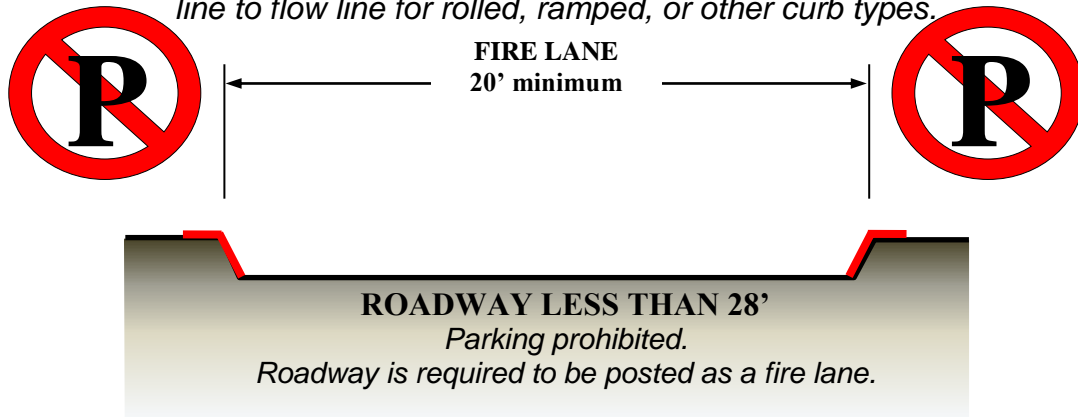 line to flow line for rolled, ramped, or other curb types.
P
P
FIRE LANE
20’ minimum
ROADWAY LESS THAN 28’
Parking prohibited.
Roadway is required to be posted as a fire lane.